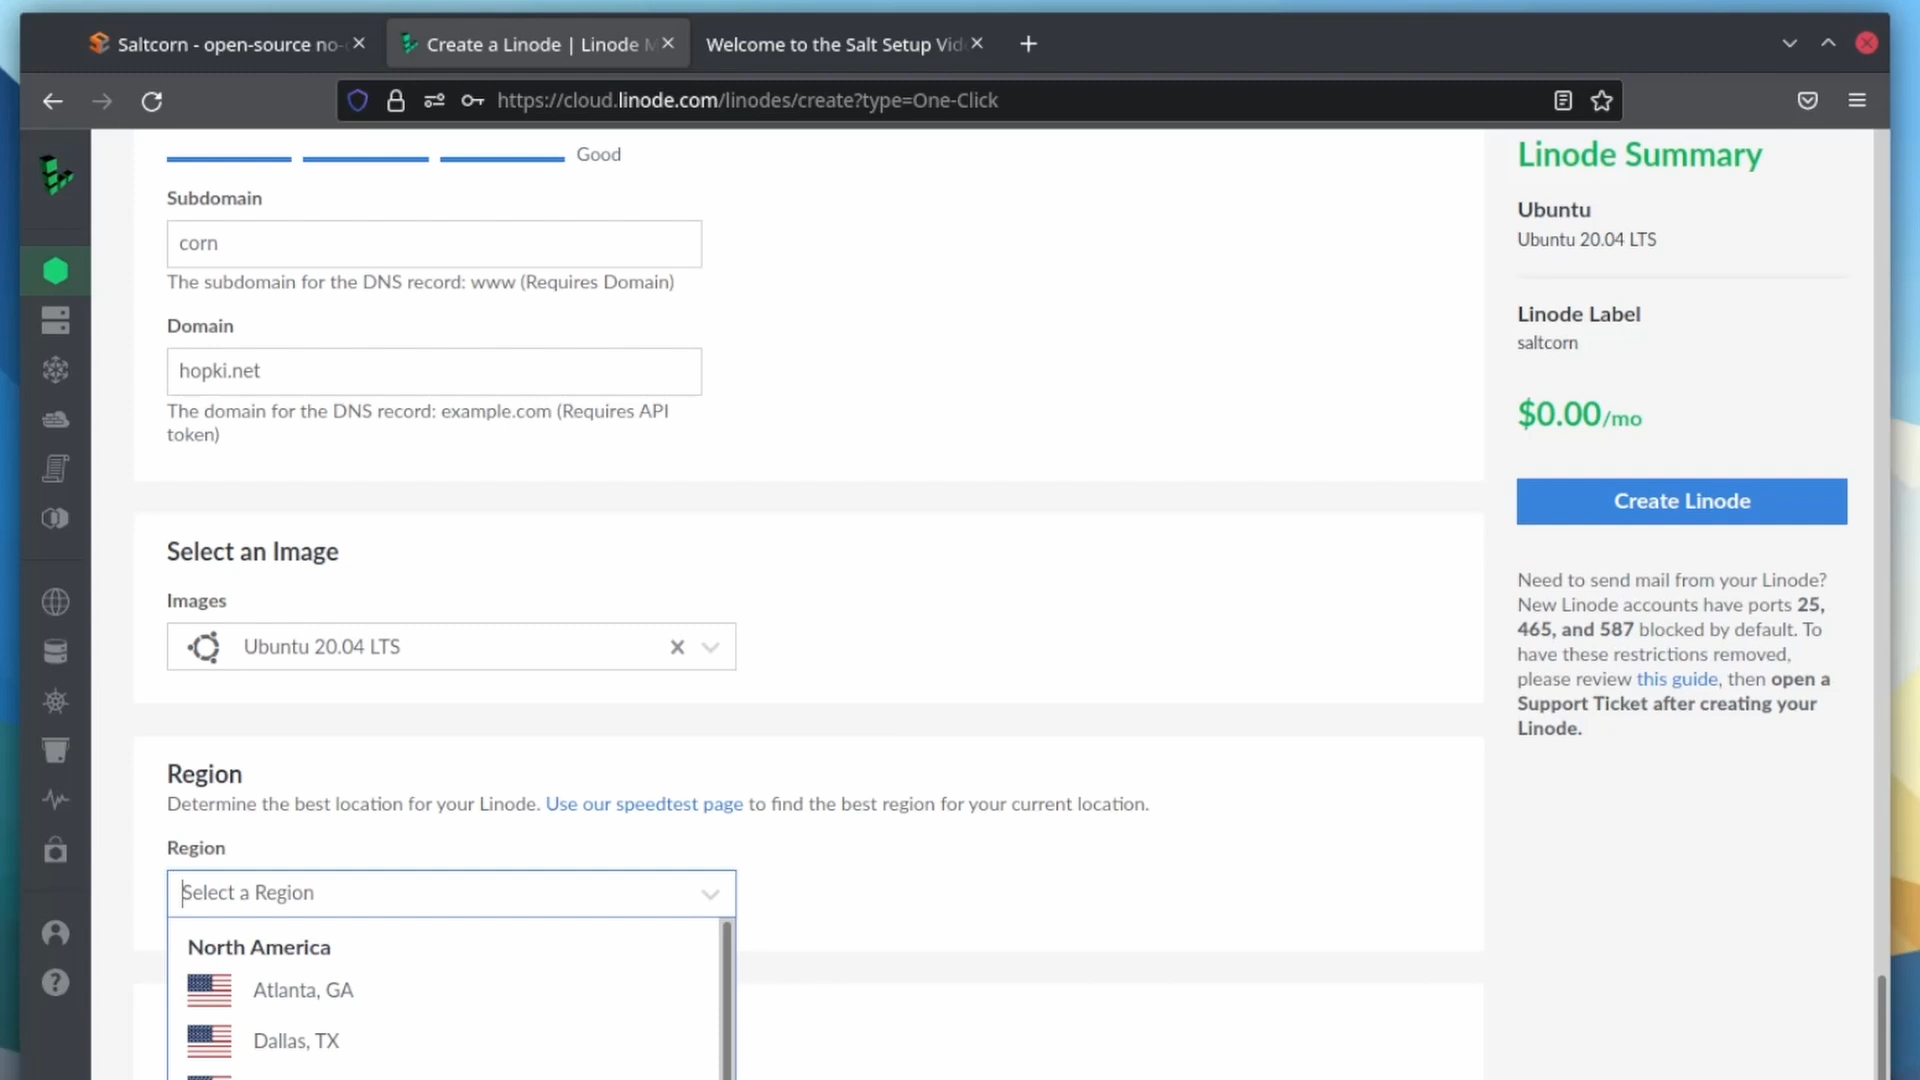 Saltcorn - open-source no-
Create a Linode | Linode M
Welcome to the Salt Setup Vid
https://cloud.linode.com/linodes/create?type=One-Click
Good
Subdomain
corn
The subdomain for the DNS record: www (Requires Domain)
Domain
hopki.net
The domain for the DNS record: example.com (Requires API
token)
Select an Image
Images
Ubuntu 20.04 LTS
Region
Determine the best location for your Linode. Use our speedtest page to find the best region for your current location.
Region
Select a Region
North America
Atlanta, GA
Dallas, TX
Linode Summary
Ubuntu
Ubuntu 20.04 LTS
Linode Label
saltcorn
$0.00/mo
Create Linode
Need to send mail from your Linode?
New Linode accounts have ports 25,
465, and 587 blocked by default. To
have these restrictions removed,
please review this guide, then open a
Support Ticket after creating your
Linode.